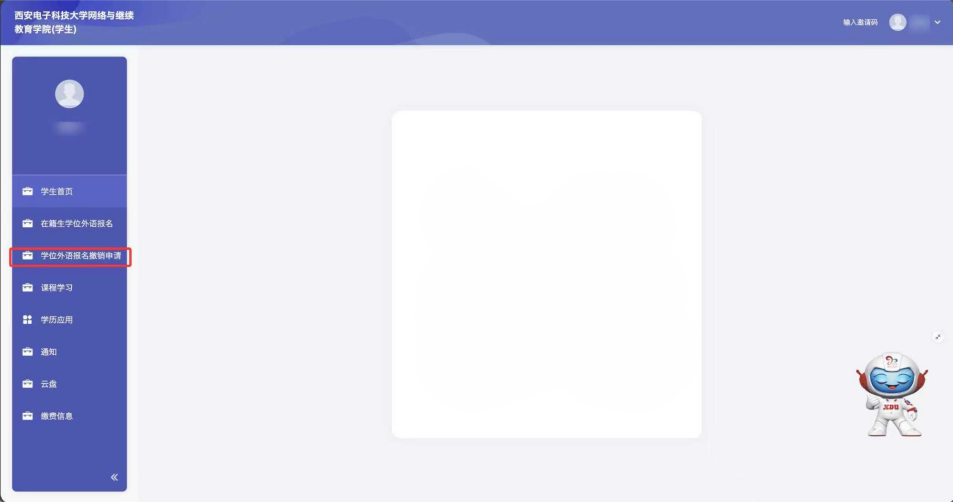 西安电子科技大学网络与继续
教育学院(学生)
输入邀请码
学生首页
在籍生学位外语报名
学位外语报名撤销申请
课程学习
学历应用
通知
云盘
缴费信息
XDU